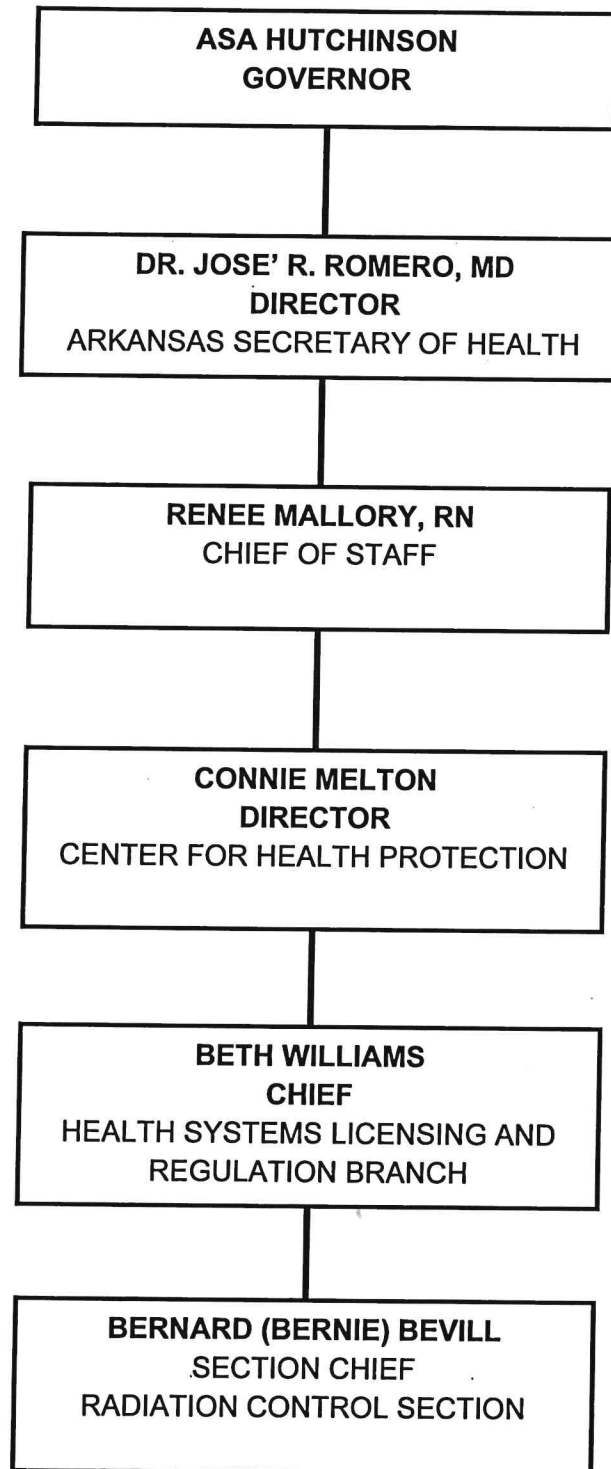 ASA HUTCHINSON
GOVERNOR
DR. JOSE' R. ROMERO, MD
DIRECTOR
ARKANSAS SECRETARY OF HEALTH
RENEE MALLORY, RN
CHIEF OF STAFF
CONNIE MELTON
DIRECTOR
CENTER FOR HEALTH PROTECTION
BETH WILLIAMS
CHIEF
HEALTH SYSTEMS LICENSING AND
REGULATION BRANCH
BERNARD (BERNIE) BEVILL
SECTION CHIEF
RADIATION CONTROL SECTION